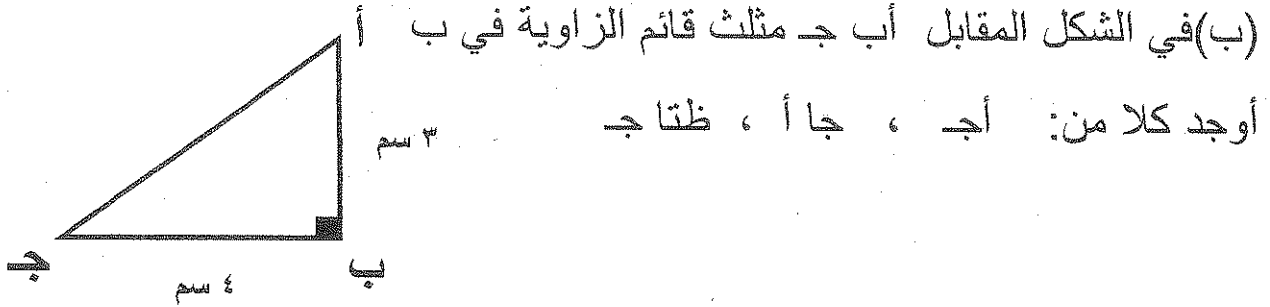 (ب)في الشكل المقابل أب جـ مثلث قائم الزاوية في ب
أوجد كلا من: أجـ ، جا أ ، ظتا جـ
أ
٣ سم
ب
جـ
٤ سم